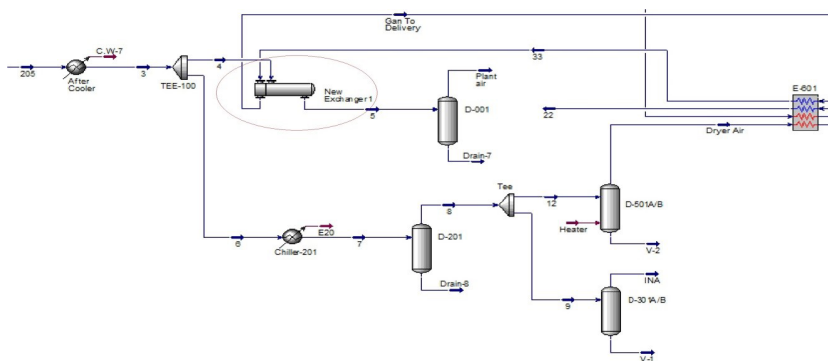 Gan To
Delivery
C.W-7
205
3
4
33
After
Cooler
TEE-100
New
Exchanger1
5
Plant
air
D-001
Drain-7
22
E-601
Dryer Air
Tee
8
12
D-501A/B
Heater
V-2
6
E20
7
Chiller-201
D-201
Drain-8
INA
9
D-301A/B
V-1